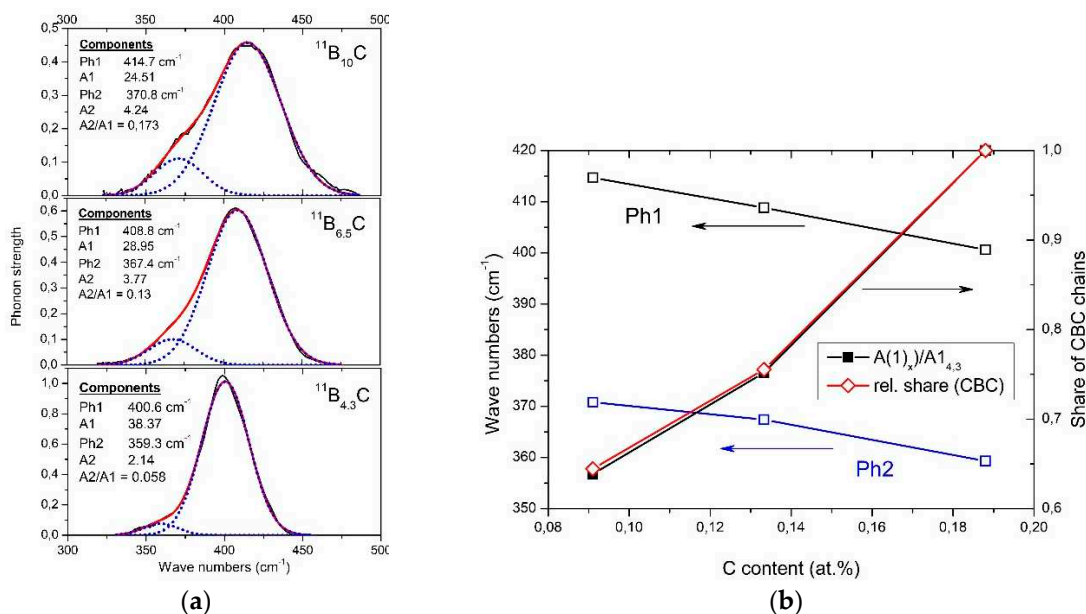 300 350 400 450 500
0,5
0,4
0,3
0,2
0,1
0,0
Components
Ph1 414.7 cm⁻¹
A1 24.51
Ph2 370.8 cm⁻¹
A2 4.24
A2/A1 = 0,173
¹¹B₁₀C
0,6
0,5
0,4
0,3
0,2
0,1
0,0
Components
Ph1 408.8 cm⁻¹
A1 28.95
Ph2 367.4 cm⁻¹
A2 3.77
A2/A1 = 0.13
¹¹B₆.₅C
Phonon strength
1,0
0,8
0,6
0,4
0,2
0,0
Components
Ph1 400.6 cm⁻¹
A1 38.37
Ph2 359.3 cm⁻¹
A2 2.14
A2/A1 = 0.058
¹¹B₄.₃C
300 350 400 450 500
Wave numbers (cm⁻¹)
(a)
420
410
400
390
380
370
360
350
Wave numbers (cm⁻¹)
Ph1
Ph2
A(1)ₓ)/A1₄,₃
rel. share (CBC)
1,0
0,9
0,8
0,7
0,6
Share of CBC chains
0,08 0,10 0,12 0,14 0,16 0,18 0,20
C content (at.%)
(b)